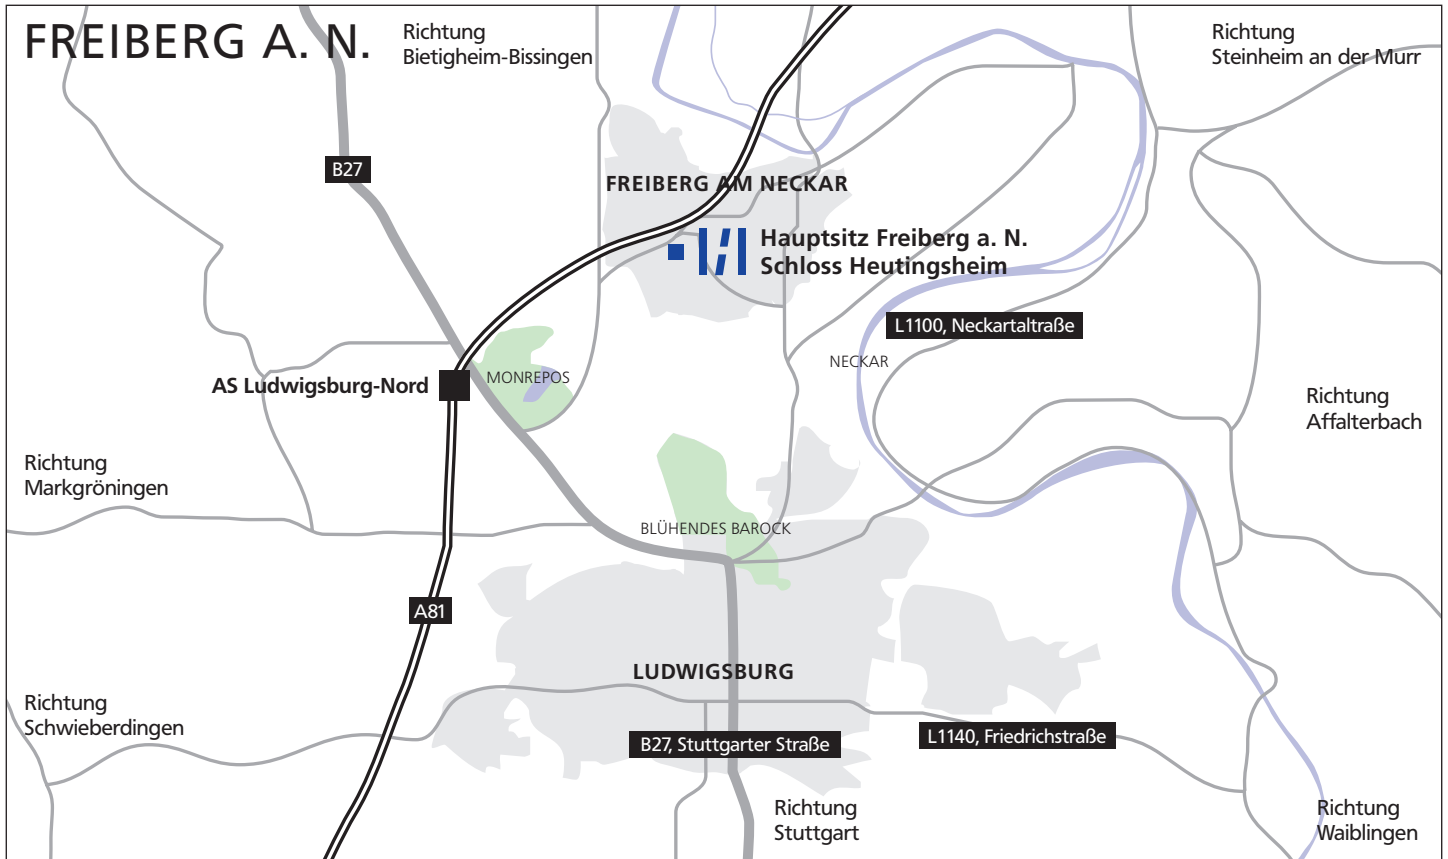 FREIBERG A. N.
Richtung
Bietigheim-Bissingen
Richtung
Steinheim an der Murr
B27
FREIBERG AM NECKAR
Hauptsitz Freiberg a. N.
Schloss Heutingsheim
L1100, Neckartaltraße
NECKAR
MONREPOS
AS Ludwigsburg-Nord
Richtung
Affalterbach
Richtung
Markgröningen
BLÜHENDES BAROCK
A81
LUDWIGSBURG
Richtung
Schwieberdingen
B27, Stuttgarter Straße
L1140, Friedrichstraße
Richtung
Stuttgart
Richtung
Waiblingen